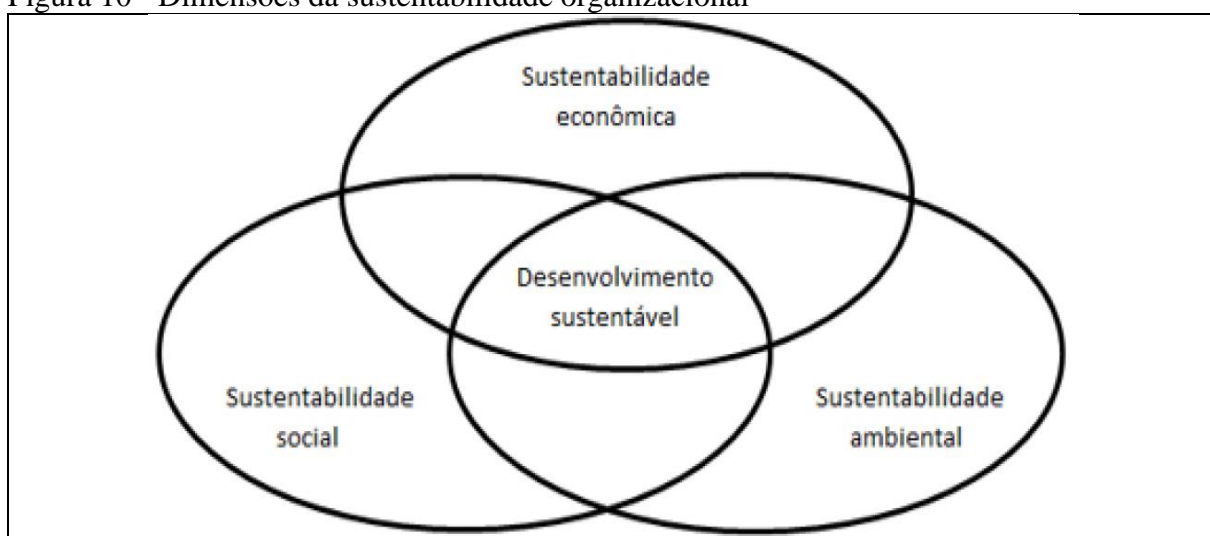 Figura 10 - Dimensões da sustentabilidade organizacional
Sustentabilidade
econômica
Desenvolvimento
sustentável
Sustentabilidade
social
Sustentabilidade
ambiental